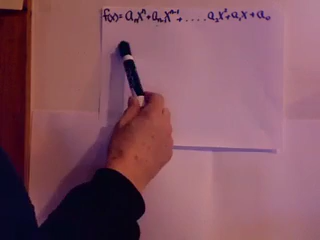 f(x)= aₙxⁿ+aₙ₋₁xⁿ⁻¹+ . . . . a₂x²+a₁x+a₀